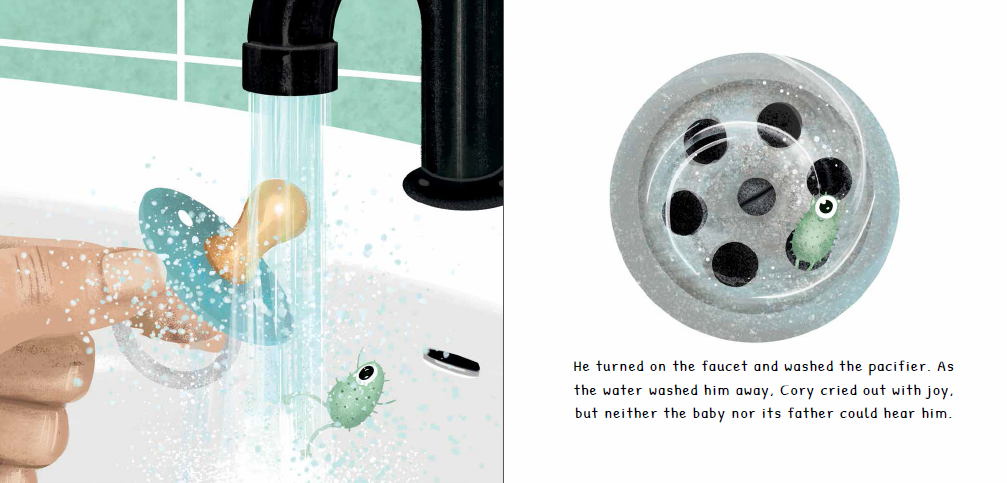 He turned on the faucet and washed the pacifier. As
the water washed him away, Cory cried out with joy,
but neither the baby nor its father could hear him.